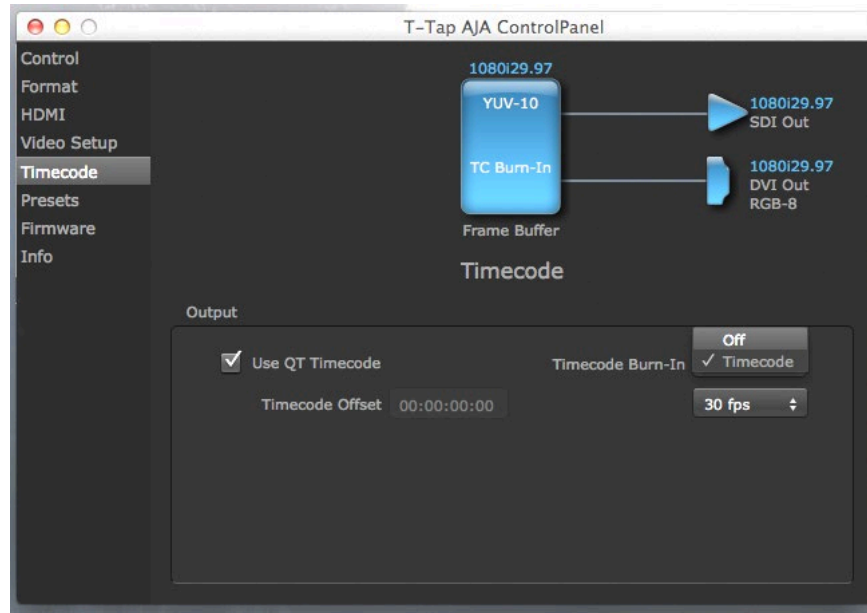 T-Tap AJA ControlPanel
Control
Format
HDMI
Video Setup
Timecode
Presets
Firmware
Info
1080i29.97
YUV-10
TC Burn-In
Frame Buffer
1080i29.97
SDI Out
1080i29.97
DVI Out
RGB-8
Timecode
Output
Use QT Timecode
Timecode Burn-In
Off
✓ Timecode
Timecode Offset 00:00:00:00
30 fps